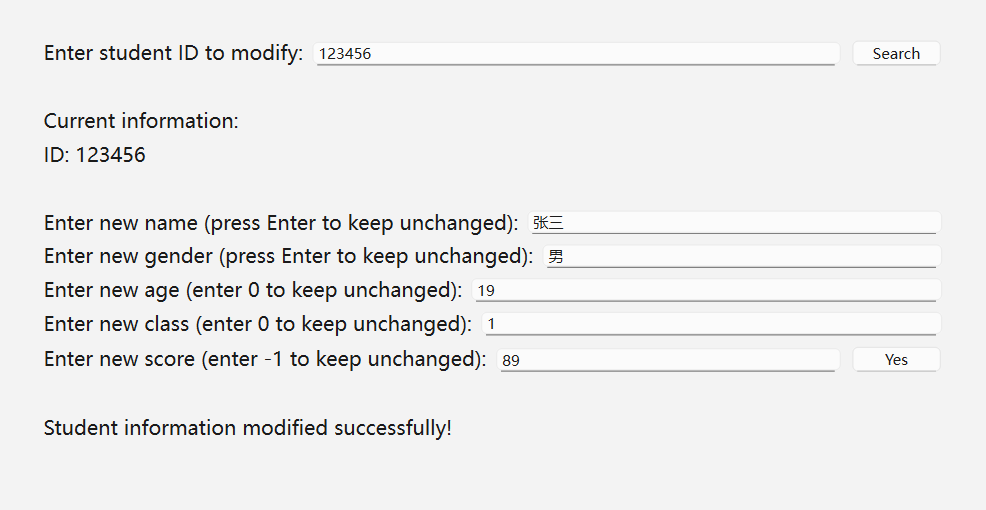 Enter student ID to modify: 123456 Search
Current information:
ID: 123456
Enter new name (press Enter to keep unchanged): 张三
Enter new gender (press Enter to keep unchanged): 男
Enter new age (enter 0 to keep unchanged): 19
Enter new class (enter 0 to keep unchanged): 1
Enter new score (enter -1 to keep unchanged): 89 Yes
Student information modified successfully!